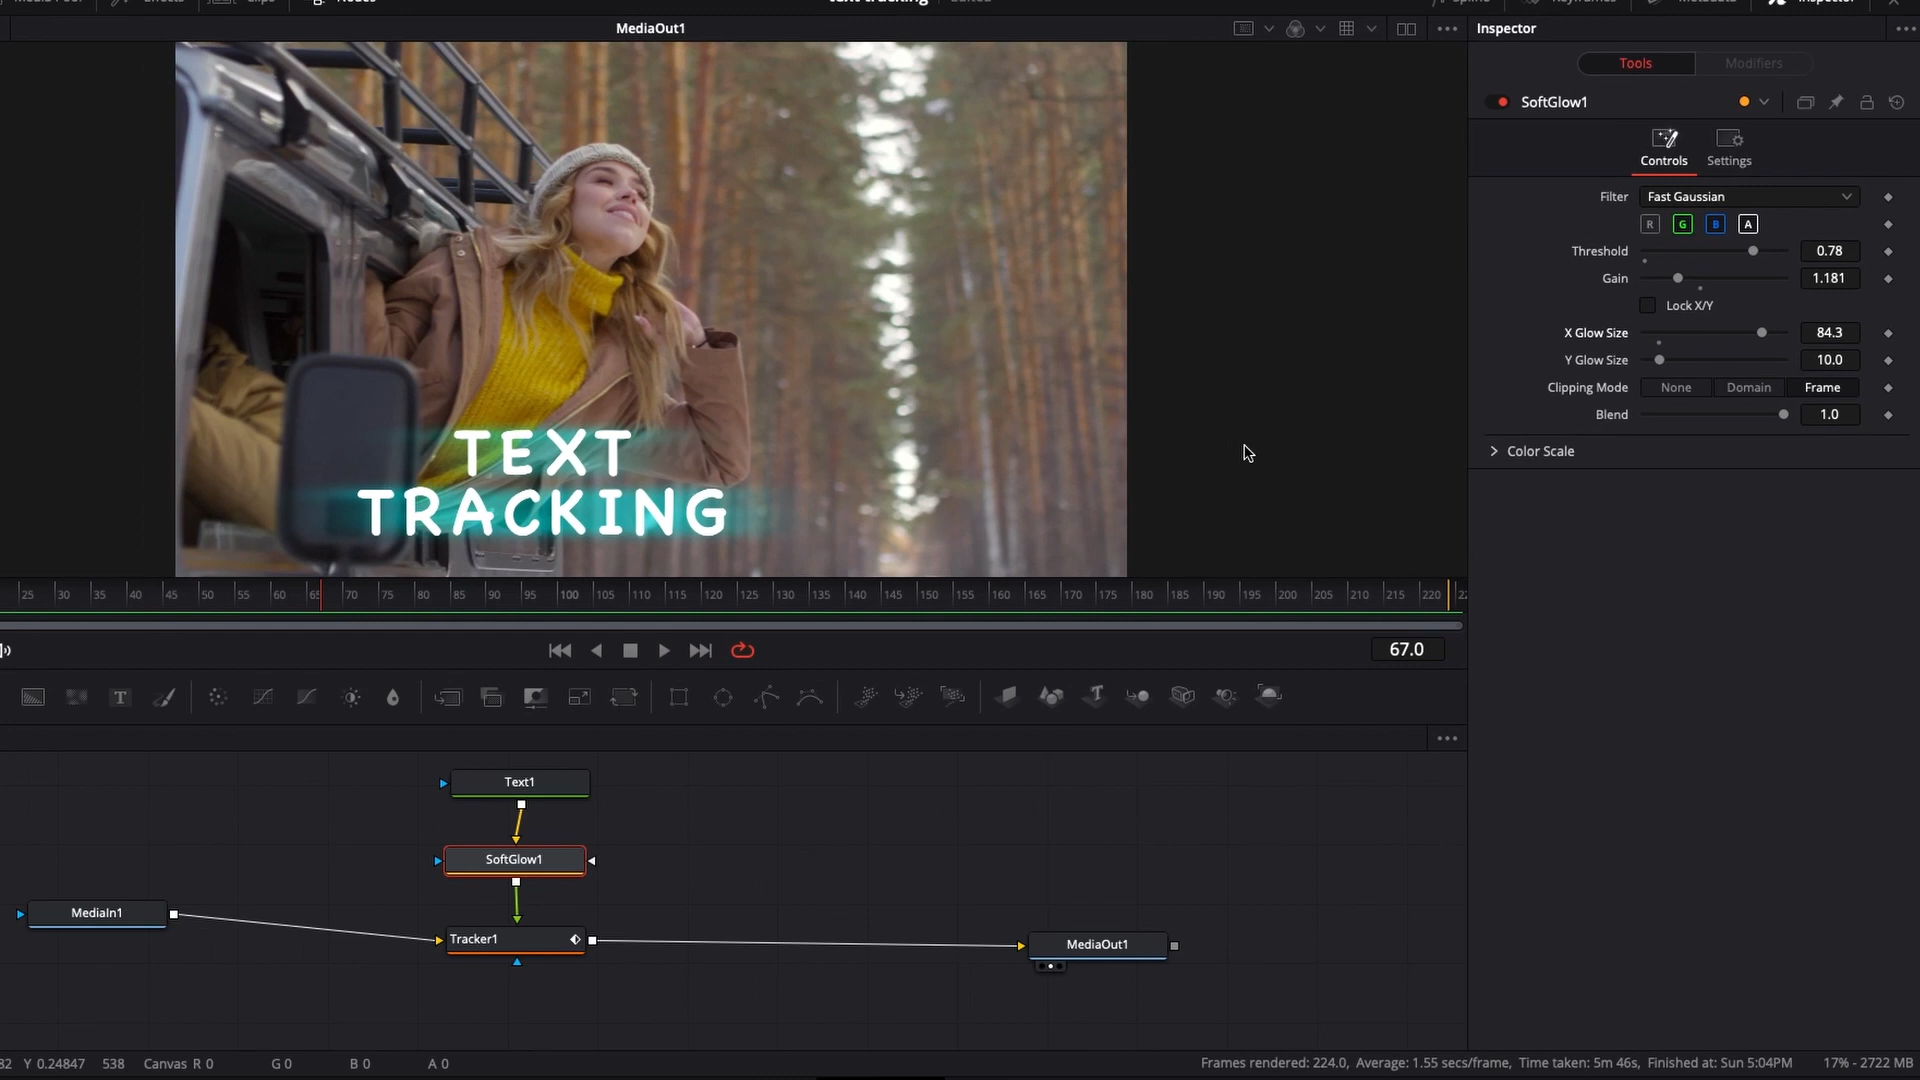 text tracking
Edited
MediaOut1
Inspector
Tools
Modifiers
SoftGlow1
Controls
Settings
Filter
Fast Gaussian
R
G
B
A
Threshold
0.78
Gain
1.181
Lock X/Y
X Glow Size
84.3
Y Glow Size
10.0
Clipping Mode
None
Domain
Frame
Blend
1.0
Color Scale
TEXT
TRACKING
25 30 35 40 45 50 55 60 65 70 75 80 85 90 95 100 105 110 115 120 125 130 135 140 145 150 155 160 165 170 175 180 185 190 195 200 205 210 215 220
67.0
T
Text1
SoftGlow1
MediaIn1
Tracker1
MediaOut1
82 Y 0.24847 538 Canvas R 0 G 0 B 0 A 0
Frames rendered: 224.0, Average: 1.55 secs/frame, Time taken: 5m 46s, Finished at: Sun 5:04PM
17% - 2722 MB